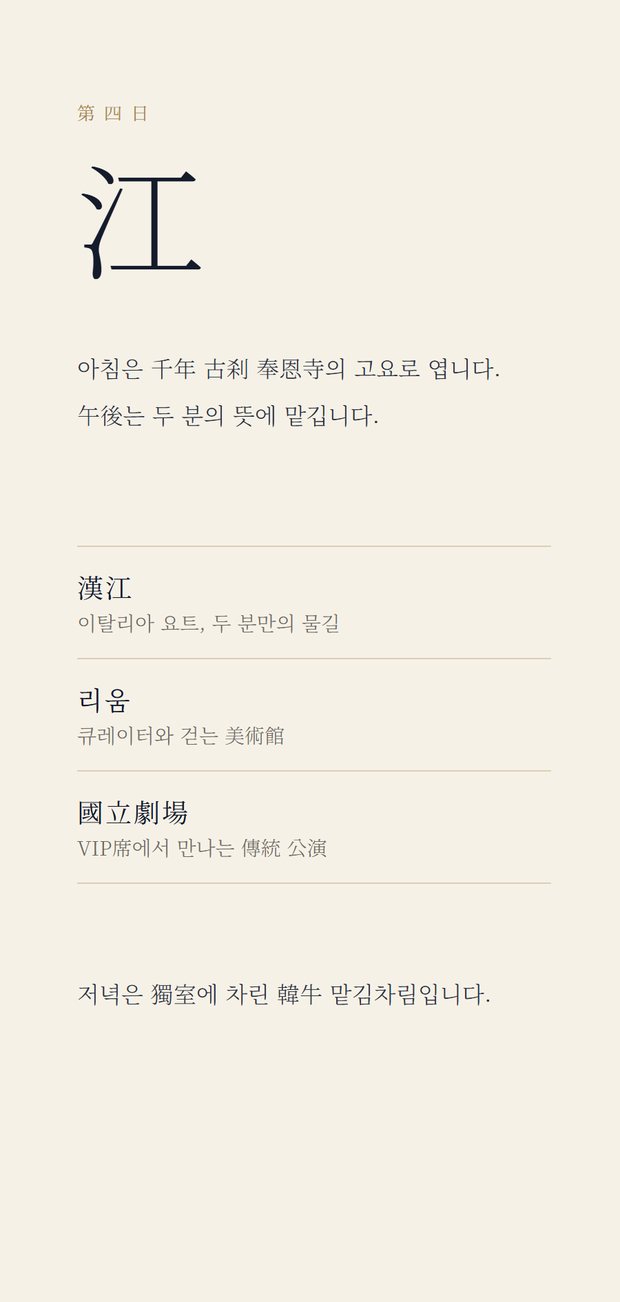 第四日
江
아침은 千年 古刹 奉恩寺의 고요로 엽니다.
午後는 두 분의 뜻에 맡깁니다.
漢江
이탈리아 요트, 두 분만의 물길
리움
큐레이터와 걷는 美術館
國立劇場
VIP席에서 만나는 傳統 公演
저녁은 獨室에 차린 韓牛 맡김차림입니다.